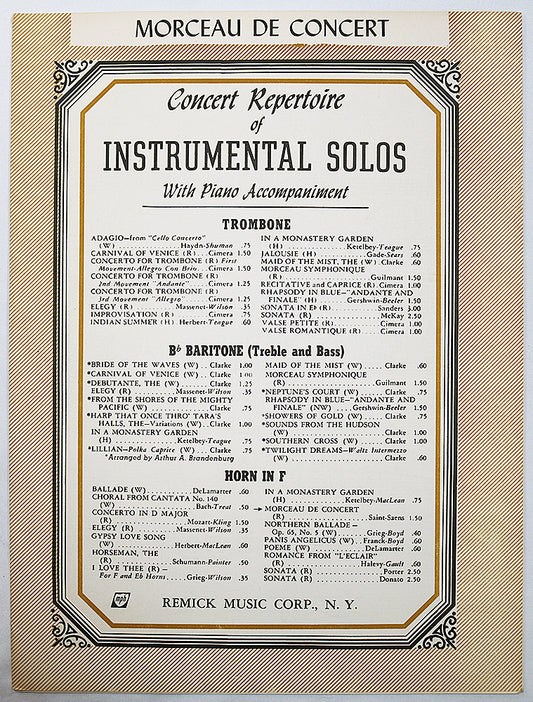 MORCEAU DE CONCERT
Concert Repertoire
of
INSTRUMENTAL SOLOS
With Piano Accompaniment
TROMBONE
ADAGIO—from "Cello Concerto"
(W) ................Haydn-Shuman .75
CARNIVAL OF VENICE (R) ..Cimera 1.50
CONCERTO FOR TROMBONE (R) First
Movement-Allegro Con Brio...Cimera 1.50
CONCERTO FOR TROMBONE (R)
2nd Movement "Andante"....Cimera 1.25
CONCERTO FOR TROMBONE (R)
3rd Movement "Allegro"......Cimera 1.25
ELEGY (R) ..........Massenet-Wilson .35
IMPROVISATION (R) ..........Cimera .75
INDIAN SUMMER (H) Herbert-Teague .60
IN A MONASTERY GARDEN
(H) ................Ketelbey-Teague .75
JALOUSIE (H) .............Gade-Sears .60
MAID OF THE MIST, THE (W) Clarke .60
MORCEAU SYMPHONIQUE
(R) ........................Guilmant 1.50
RECITATIVE and CAPRICE (R) Cimera 1.00
RHAPSODY IN BLUE—"ANDANTE AND
FINALE" (H) ......Gershwin-Beeler 1.50
SONATA IN Eb (R) ..........Sanders 3.00
SONATA (R) .................McKay 2.50
VALSE PETITE (R) ............Cimera 1.00
VALSE ROMANTIQUE (R) .....Cimera 1.00
Bb BARITONE (Treble and Bass)
*BRIDE OF THE WAVES (W) ..Clarke 1.00
*CARNIVAL OF VENICE (W) ..Clarke 1.00
*DEBUTANTE, THE (W) .......Clarke 1.25
ELEGY (R) ..........Massenet-Wilson .35
*FROM THE SHORES OF THE MIGHTY
PACIFIC (W) ...............Clarke .75
*HARP THAT ONCE THRO' TARA'S
HALLS, THE—Variations (W) ..Clarke 1.00
IN A MONASTERY GARDEN
(H) ................Ketelbey-Teague .75
*LILLIAN—Polka Caprice (W) ..Clarke .75
*Arranged by Arthur A. Brandenburg
MAID OF THE MIST (W) .....Clarke .60
MORCEAU SYMPHONIQUE
(R) ........................Guilmant 1.50
*NEPTUNE'S COURT (W) .....Clarke .75
RHAPSODY IN BLUE—"ANDANTE AND
FINALE" (NW) ....Gershwin-Beeler 1.50
*SHOWERS OF GOLD (W) .....Clarke .75
*SOUNDS FROM THE HUDSON
(W) ........................Clarke 1.00
*SOUTHERN CROSS (W) ......Clarke 1.00
*TWILIGHT DREAMS—Waltz Intermezzo
(W) ........................Clarke .60
HORN IN F
BALLADE (W) ............DeLamarter .60
CHORAL FROM CANTATA No. 140
(W) ....................Bach-Treat .50
CONCERTO IN D MAJOR
(R) ..................Mozart-Kling 1.50
ELEGY (R) ..........Massenet-Wilson .35
GYPSY LOVE SONG
(W) ..............Herbert-MacLean .60
HORSEMAN, THE
(R) ..............Schumann-Painter .50
I LOVE THEE (R)—
For F and Eb Horns.....Grieg-Wilson .35
IN A MONASTERY GARDEN
(H) ..............Ketelbey-MacLean .75
→MORCEAU DE CONCERT
(R) ......................Saint-Saens 1.50
NORTHERN BALLADE—
Op. 65, No. 5 (W) ......Grieg-Boyd .40
PANIS ANGELICUS (W) ..Franck-Boyd .60
POEME (W) .............DeLamarter .60
ROMANCE FROM "L'ECLAIR"
(R) ..................Halevy-Gault .60
SONATA (R) ................Porter 2.50
SONATA (R) ................Donato 2.50
mph
REMICK MUSIC CORP., N. Y.